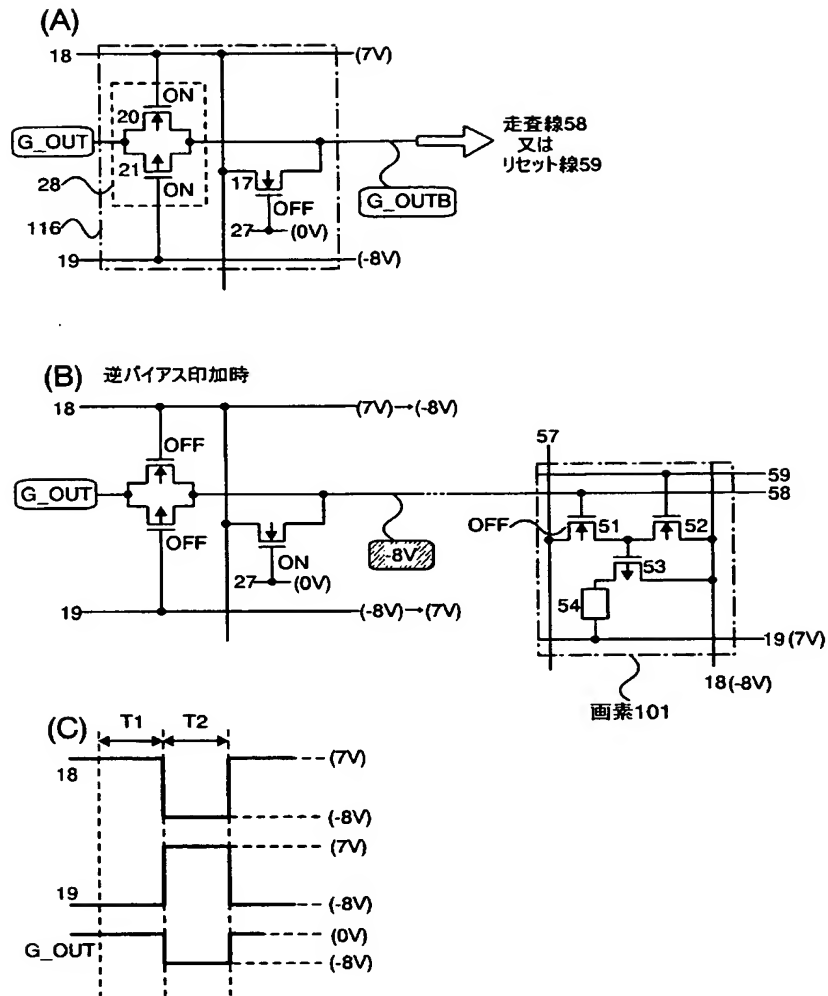 (A)
18
(7V)
ON
20
G_OUT
21
ON
28
17
OFF
116
27
(0V)
19
(-8V)
G_OUTB
走査線58
又は
リセット線59
(B) 逆バイアス印加時
18
(7V)→(-8V)
OFF
G_OUT
OFF
ON
27
(0V)
-8V
19
(-8V)→(7V)
57
59
58
OFF
51
52
53
54
19(7V)
18(-8V)
画素101
(C)
T1
T2
18
(7V)
(-8V)
(7V)
19
(-8V)
G_OUT
(0V)
(-8V)